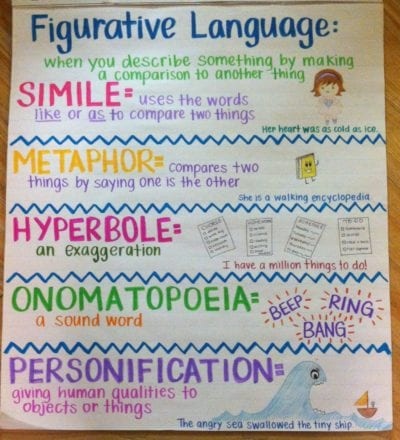 Figurative Language:
when you describe something by making
a comparison to another thing
SIMILE= uses the words
like or as to compare two things
Her heart was as cold as ice.
METAPHOR= compares two
things by saying one is the other
She is a walking encyclopedia
HYPERBOLE=
an exaggeration
I have a million things to do!
ONOMATOPOEIA=
a sound word
BEEP RING
BANG
PERSONIFICATION=
giving human qualities to
objects or things
The angry sea swallowed the tiny ship.